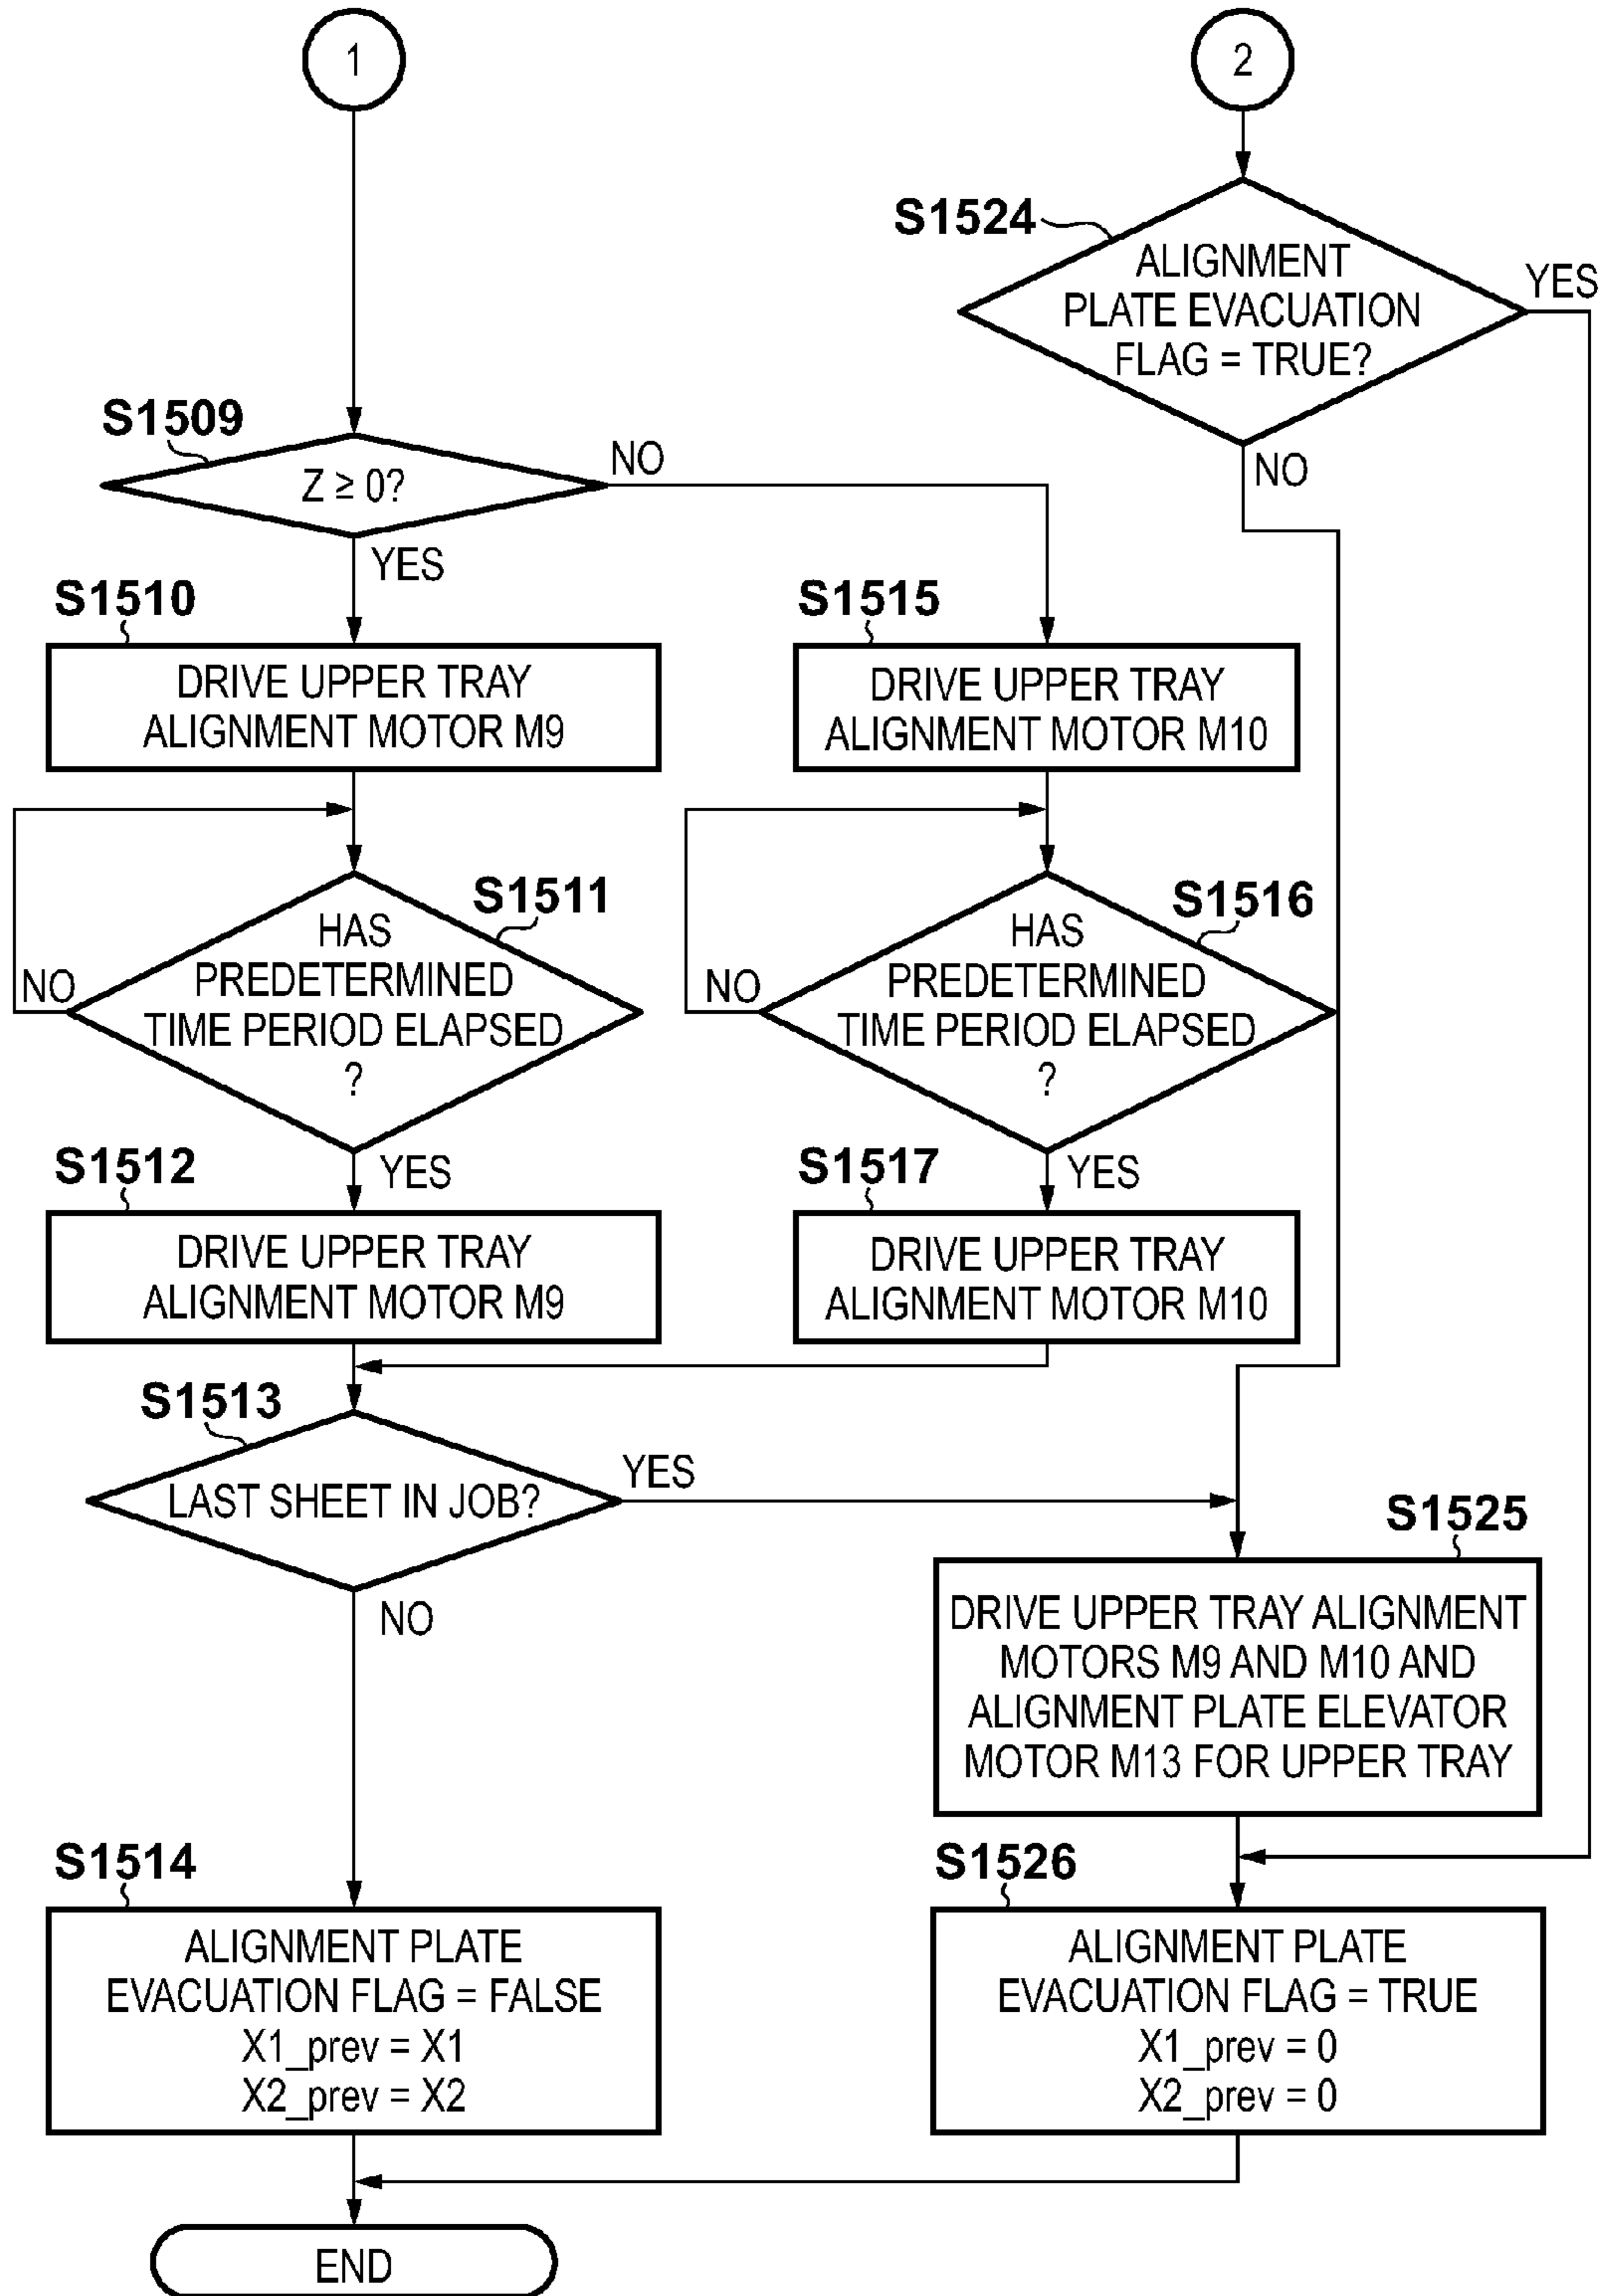 1
2
S1524
ALIGNMENT
PLATE EVACUATION
FLAG = TRUE?
YES
NO
S1509
Z ≥ 0?
NO
YES
S1510
DRIVE UPPER TRAY
ALIGNMENT MOTOR M9
S1515
DRIVE UPPER TRAY
ALIGNMENT MOTOR M10
S1511
HAS
PREDETERMINED
TIME PERIOD ELAPSED
?
NO
YES
S1516
HAS
PREDETERMINED
TIME PERIOD ELAPSED
?
NO
YES
S1512
DRIVE UPPER TRAY
ALIGNMENT MOTOR M9
S1517
DRIVE UPPER TRAY
ALIGNMENT MOTOR M10
S1513
LAST SHEET IN JOB?
YES
NO
S1525
DRIVE UPPER TRAY ALIGNMENT
MOTORS M9 AND M10 AND
ALIGNMENT PLATE ELEVATOR
MOTOR M13 FOR UPPER TRAY
S1514
ALIGNMENT PLATE
EVACUATION FLAG = FALSE
X1_prev = X1
X2_prev = X2
S1526
ALIGNMENT PLATE
EVACUATION FLAG = TRUE
X1_prev = 0
X2_prev = 0
END